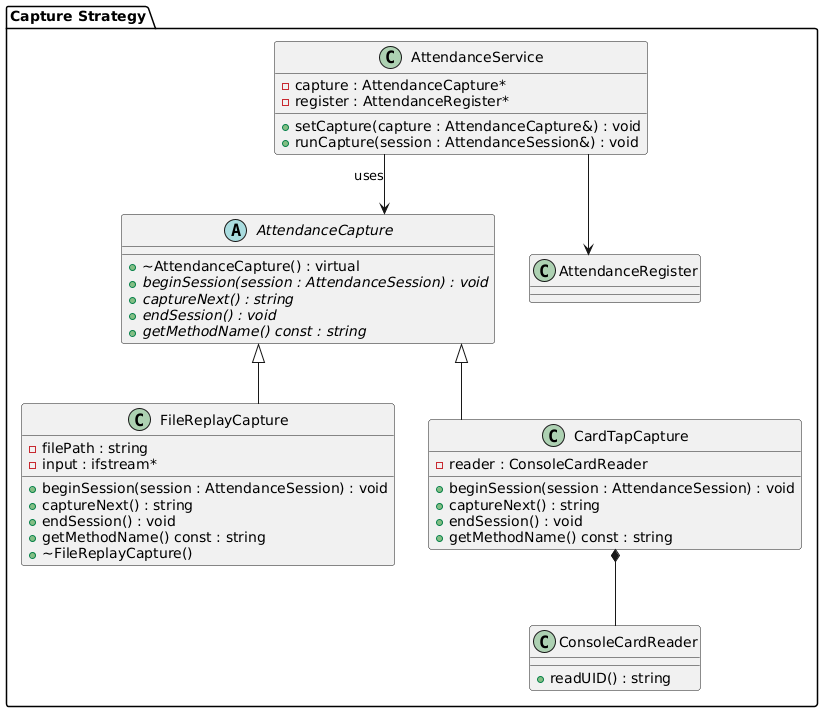 Capture Strategy
C AttendanceService
capture : AttendanceCapture*
register : AttendanceRegister*
setCapture(capture : AttendanceCapture&) : void
runCapture(session : AttendanceSession&) : void
uses
A AttendanceCapture
~AttendanceCapture() : virtual
beginSession(session : AttendanceSession) : void
captureNext() : string
endSession() : void
getMethodName() const : string
C AttendanceRegister
C FileReplayCapture
filePath : string
input : ifstream*
beginSession(session : AttendanceSession) : void
captureNext() : string
endSession() : void
getMethodName() const : string
~FileReplayCapture()
C CardTapCapture
reader : ConsoleCardReader
beginSession(session : AttendanceSession) : void
captureNext() : string
endSession() : void
getMethodName() const : string
C ConsoleCardReader
readUID() : string